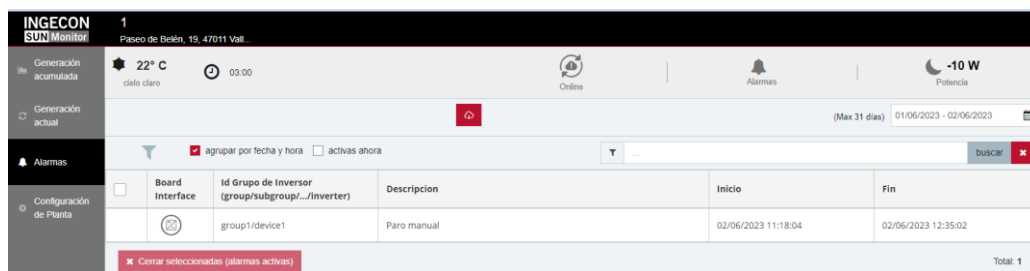 INGECON
SUN Monitor
1
Paseo de Belén, 19, 47011 Vall...
Generación acumulada
Generación actual
Alarmas
Configuración de Planta
22° C
cielo claro
03:00
Online
Alarmas
-10 W
Potencia
(Max 31 días)
01/06/2023 - 02/06/2023
agrupar por fecha y hora
activas ahora
...
buscar
Board Interface
Id Grupo de Inversor (group/subgroup/.../inverter)
Descripcion
Inicio
Fin
group1/device1
Paro manual
02/06/2023 11:18:04
02/06/2023 12:35:02
Cerrar seleccionadas (alarmas activas)
Total: 1